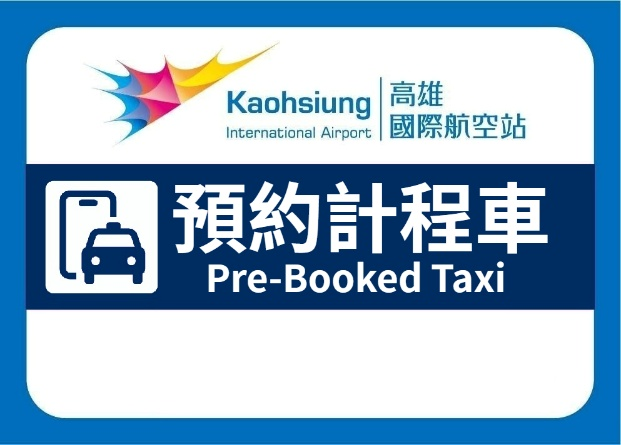 Kaohsiung
International Airport
高雄
國際航空站
預約計程車
Pre-Booked Taxi